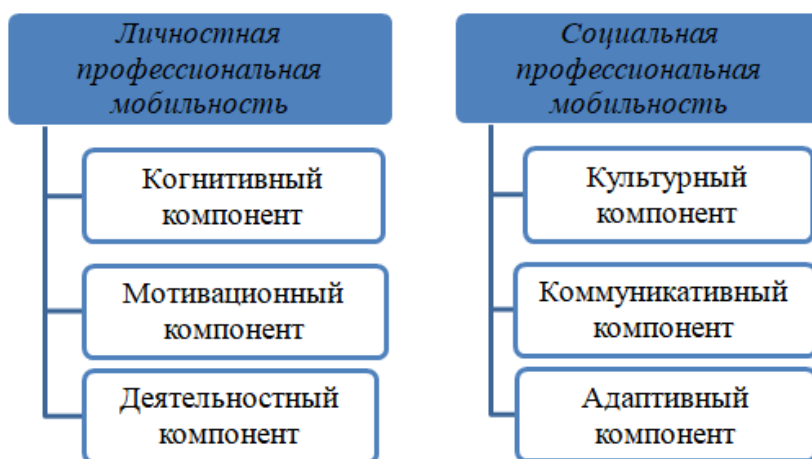 Личностная
профессиональная
мобильность
Когнитивный
компонент
Мотивационный
компонент
Деятельностный
компонент
Социальная
профессиональная
мобильность
Культурный
компонент
Коммуникативный
компонент
Адаптивный
компонент